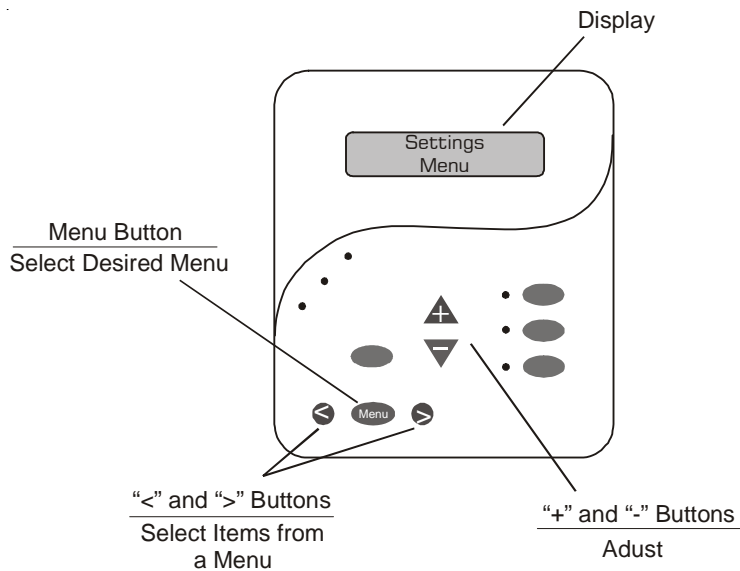 Display
Settings
Menu
Menu Button
Select Desired Menu
+
−
< Menu >
“<” and “>” Buttons
Select Items from
a Menu
“+” and “-” Buttons
Adust